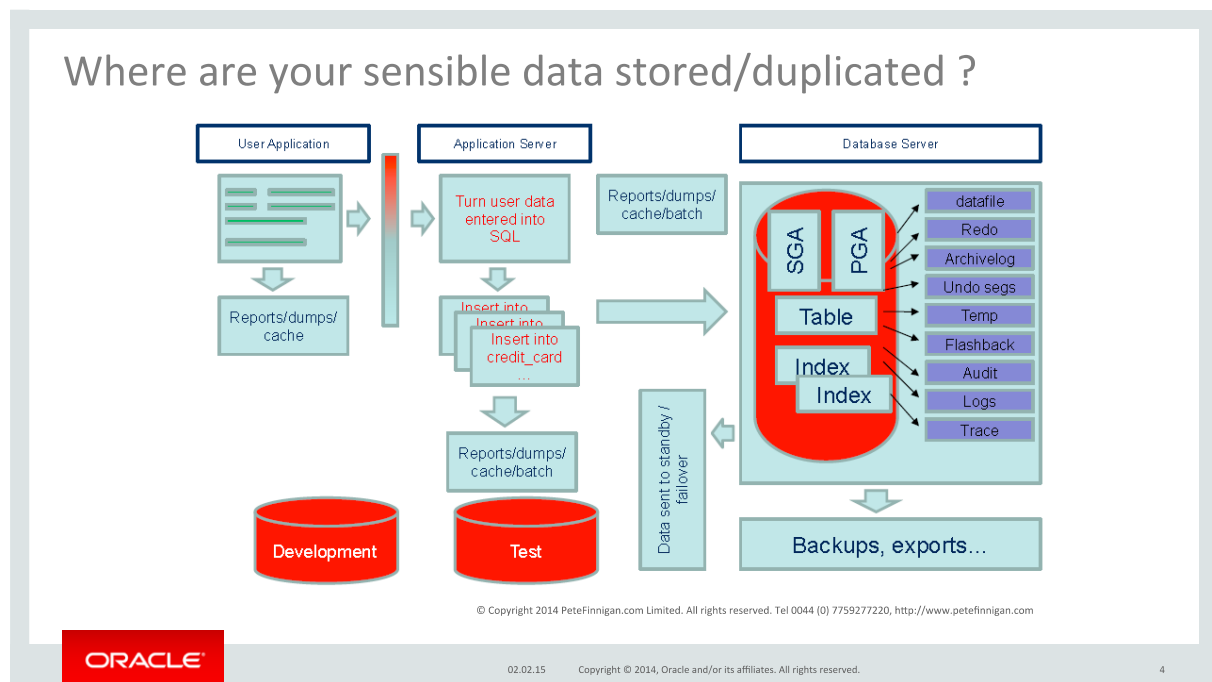 Where are your sensible data stored/duplicated ?
User Application
Application Server
Database Server
Turn user data
entered into
SQL
Reports/dumps/
cache/batch
Reports/dumps/
cache
Insert into
Insert into
Insert into
credit_card
...
Reports/dumps/
cache/batch
SGA
PGA
Table
Index
Index
datafile
Redo
Archivelog
Undo segs
Temp
Flashback
Audit
Logs
Trace
Data sent to standby /
failover
Backups, exports...
Development
Test
© Copyright 2014 PeteFinnigan.com Limited. All rights reserved. Tel 0044 (0) 7759277220, http://www.petefinnigan.com
ORACLE®
02.02.15
Copyright © 2014, Oracle and/or its affiliates. All rights reserved.
4